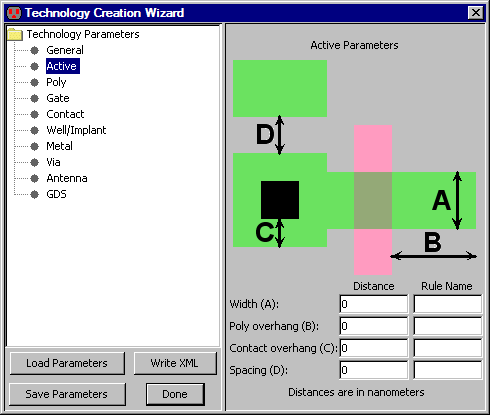 Technology Creation Wizard
Technology Parameters
General
Active
Poly
Gate
Contact
Well/Implant
Metal
Via
Antenna
GDS
Load Parameters
Write XML
Save Parameters
Done
Active Parameters
D
A
C
B
Distance Rule Name
Width (A): 0
Poly overhang (B): 0
Contact overhang (C): 0
Spacing (D): 0
Distances are in nanometers